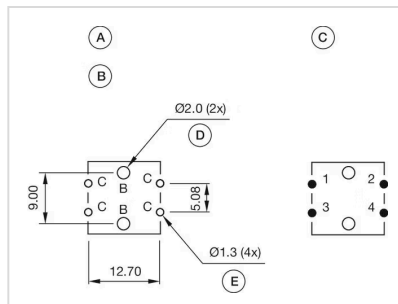 A
C
B
Ø2.0 (2x)
D
C B C
1 2
9.00
5.08
C B C
3 4
Ø1.3 (4x)
12.70
E